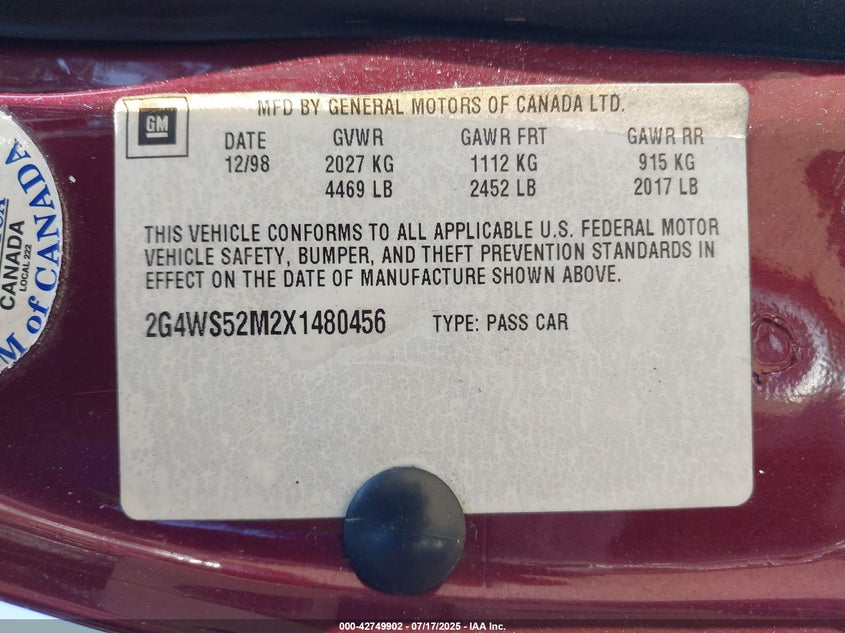 MFD BY GENERAL MOTORS OF CANADA LTD.
GM
DATE GVWR GAWR FRT GAWR RR
12/98 2027 KG 1112 KG 915 KG
4469 LB 2452 LB 2017 LB
THIS VEHICLE CONFORMS TO ALL APPLICABLE U.S. FEDERAL MOTOR
VEHICLE SAFETY, BUMPER, AND THEFT PREVENTION STANDARDS IN
EFFECT ON THE DATE OF MANUFACTURE SHOWN ABOVE.
2G4WS52M2X1480456 TYPE: PASS CAR
CANADA
LOCAL 222
of CANADA
000-42749902 / 07/17/2025 - IAA Inc.